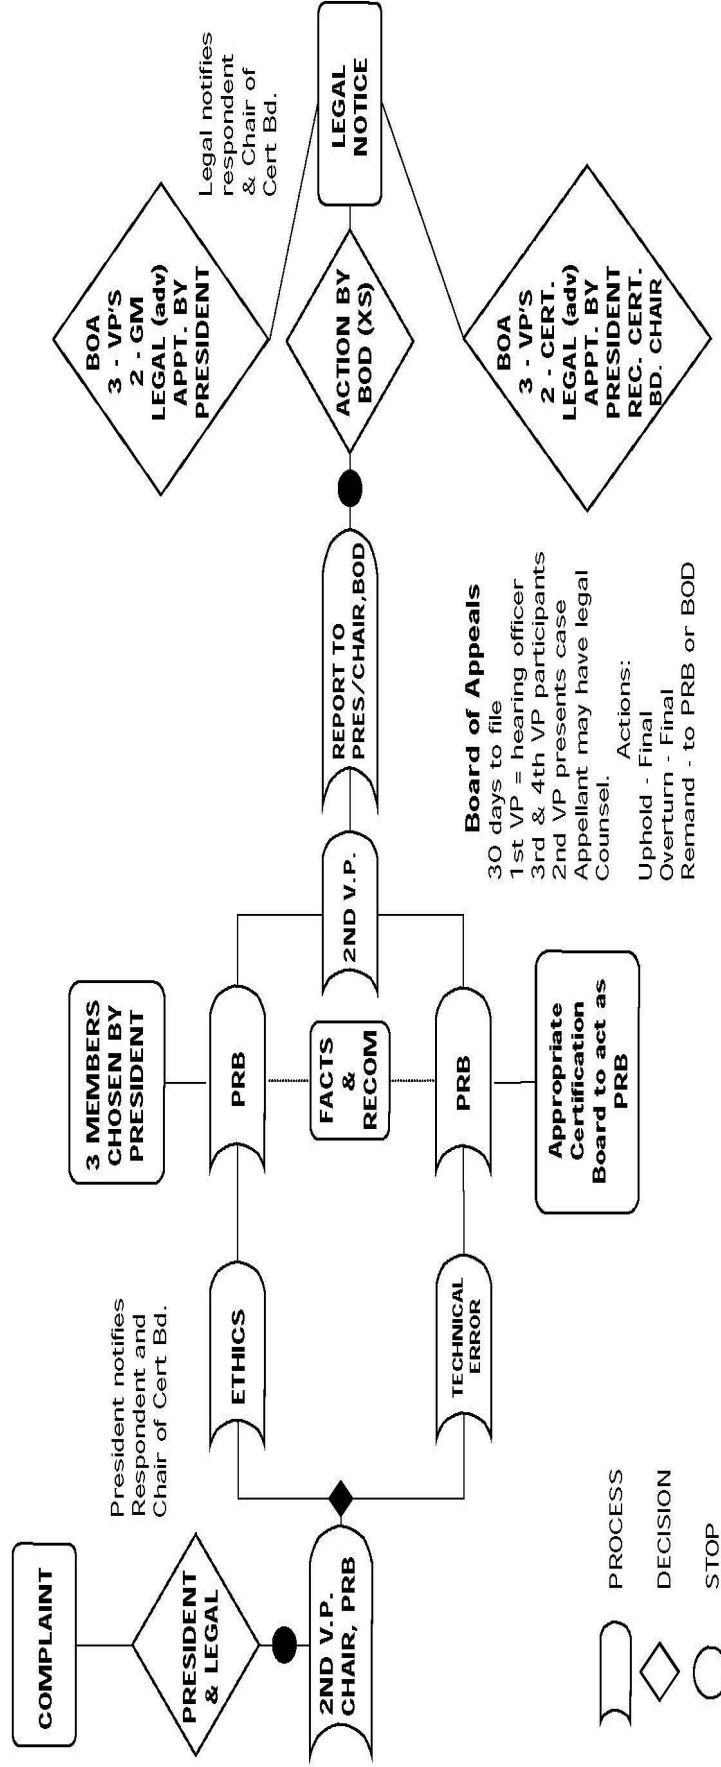 COMPLAINT
PRESIDENT
& LEGAL
2ND V.P.
CHAIR, PRB
President notifies
Respondent and
Chair of Cert Bd.
ETHICS
TECHNICAL
ERROR
3 MEMBERS
CHOSEN BY
PRESIDENT
PRB
FACTS
&
RECOM
PRB
Appropriate
Certification
Board to act as
PRB
2ND V.P.
REPORT TO
PRES/CHAIR,BOD
Board of Appeals
30 days to file
1st VP = hearing officer
3rd & 4th VP participants
2nd VP presents case
Appellant may have legal
Counsel.
Actions:
Uphold - Final
Overturn - Final
Remand - to PRB or BOD
BOA
3 - VP'S
2 - GM
LEGAL (adv)
APPT. BY
PRESIDENT
ACTION BY
BOD (XS)
BOA
3 - VP'S
2 - CERT.
LEGAL (adv)
APPT. BY
PRESIDENT
REC. CERT.
BD. CHAIR
Legal notifies
respondent
& Chair of
Cert Bd.
LEGAL
NOTICE
PROCESS
DECISION
STOP